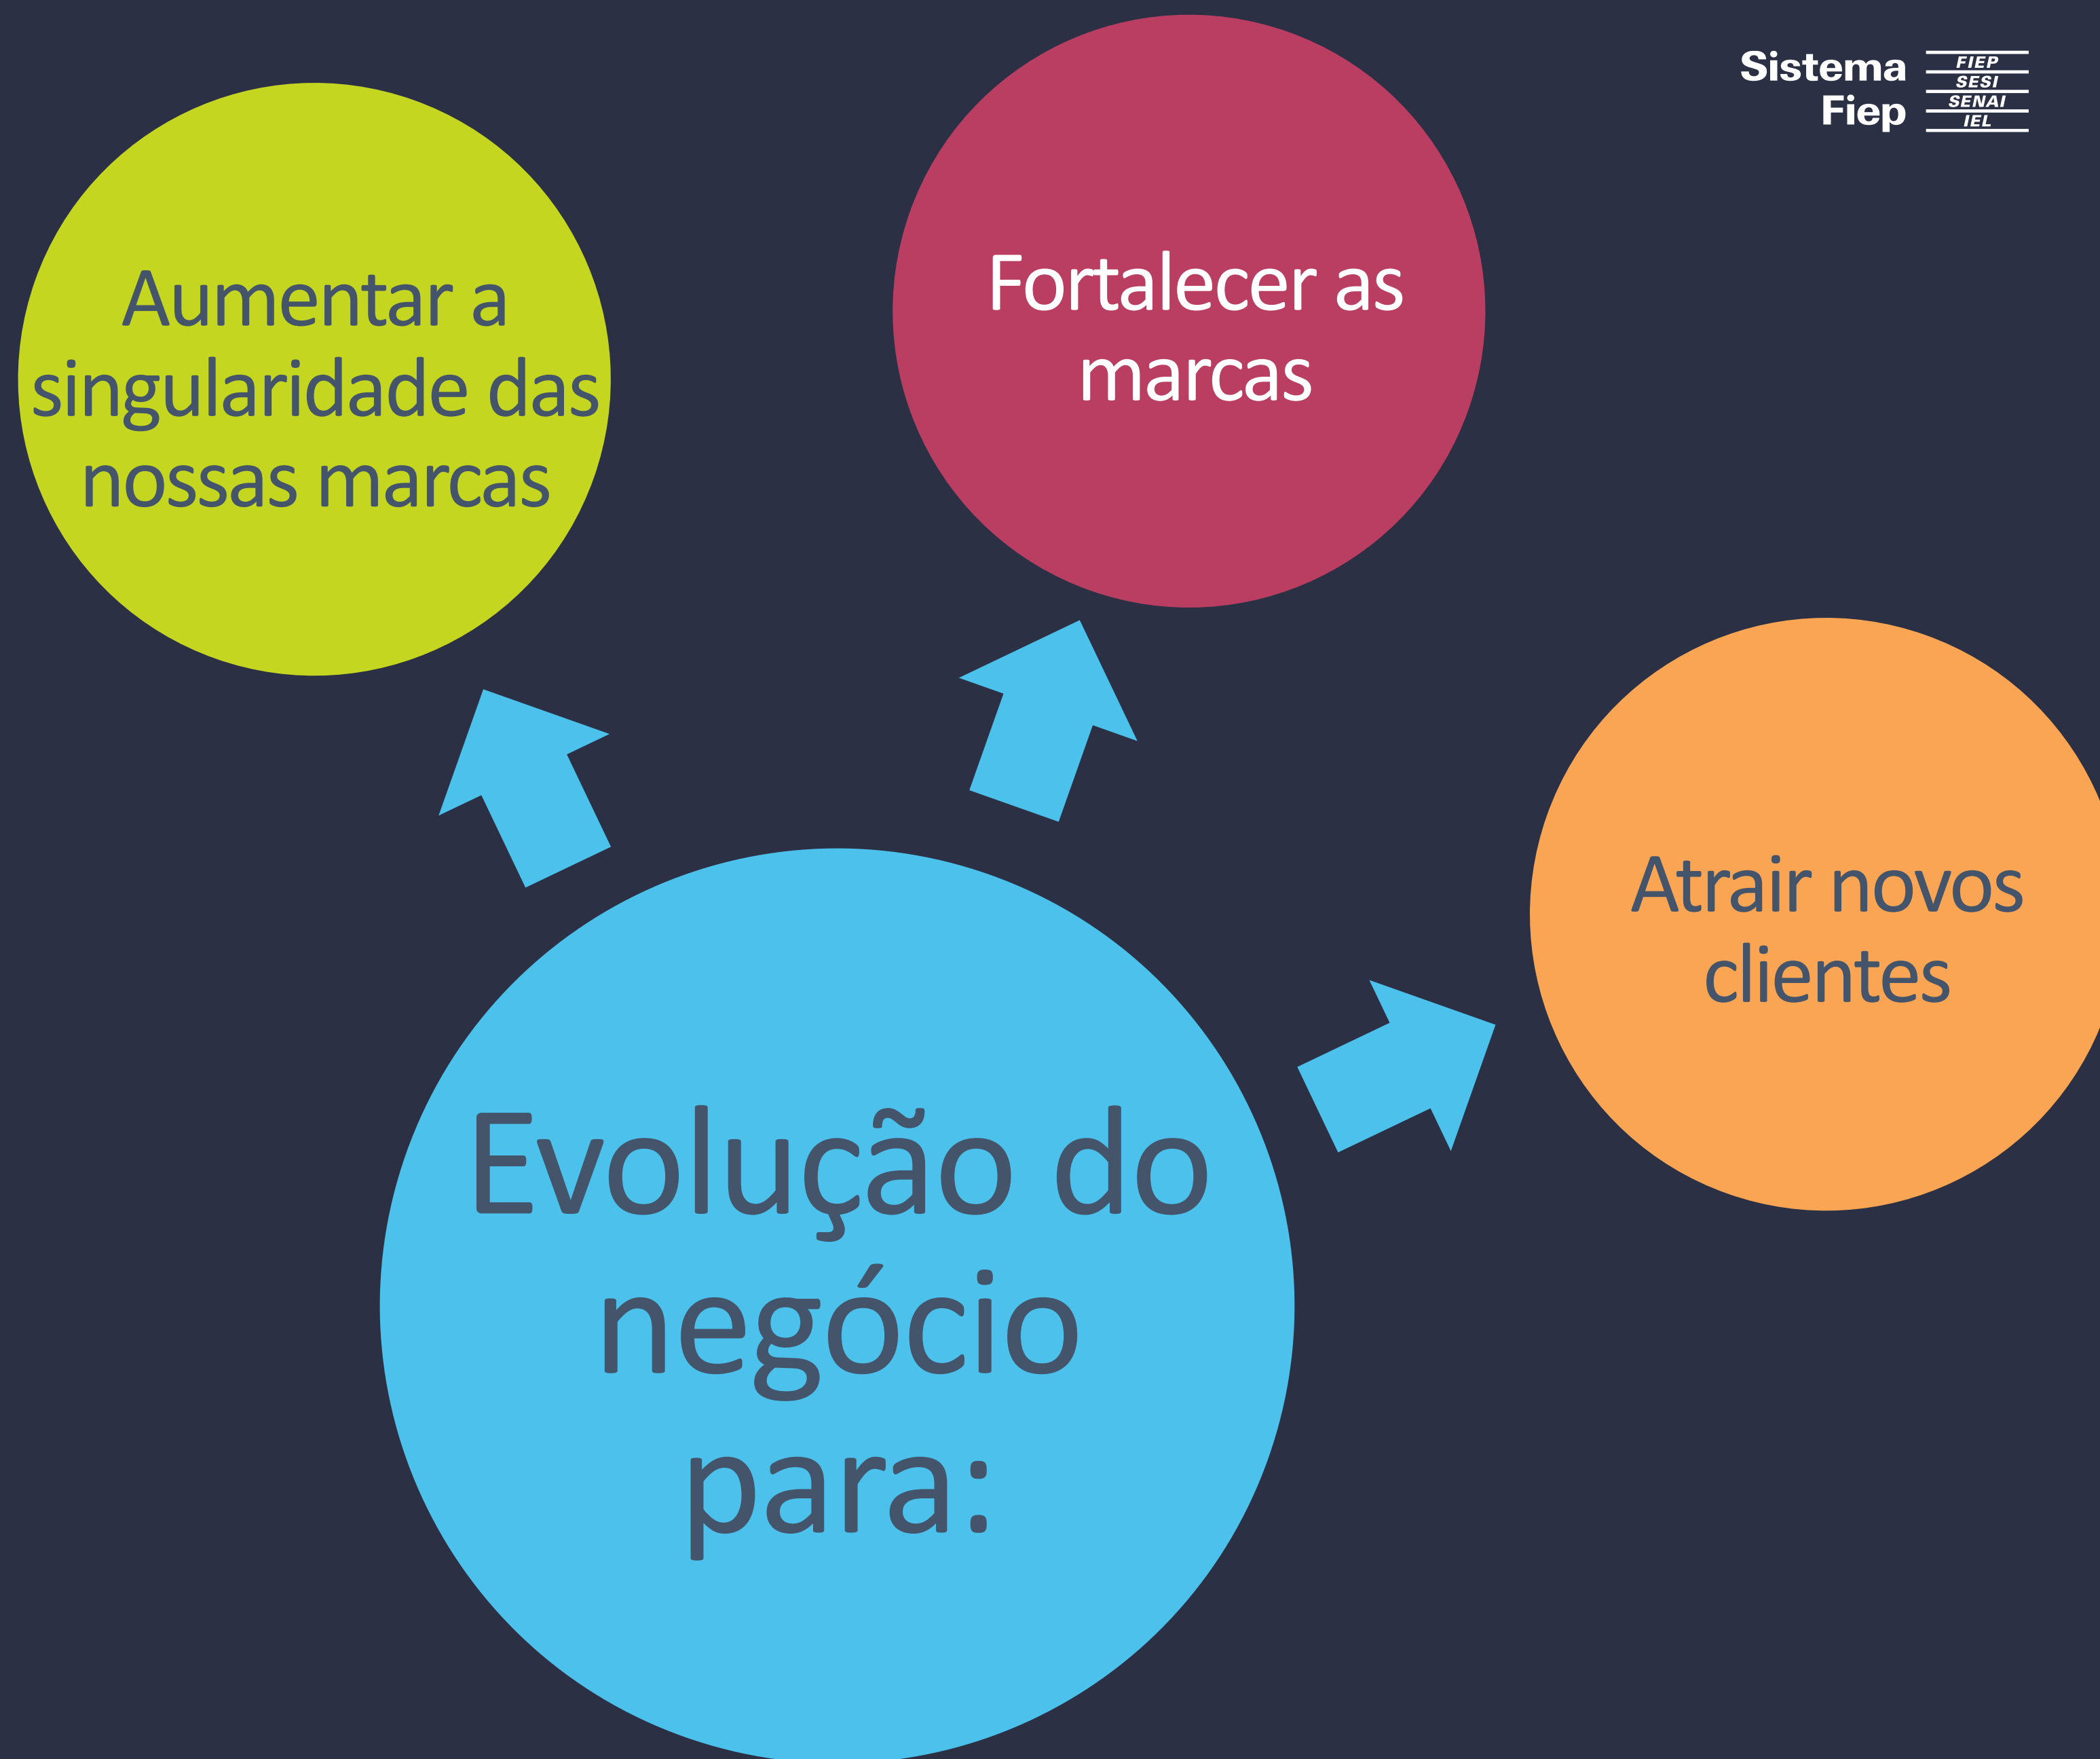 Sistema
Fiep
FIEP
SESI
SENAI
IEL
Aumentar a
singularidade das
nossas marcas
Fortalecer as
marcas
Atrair novos
clientes
Evolução do
negócio
para: